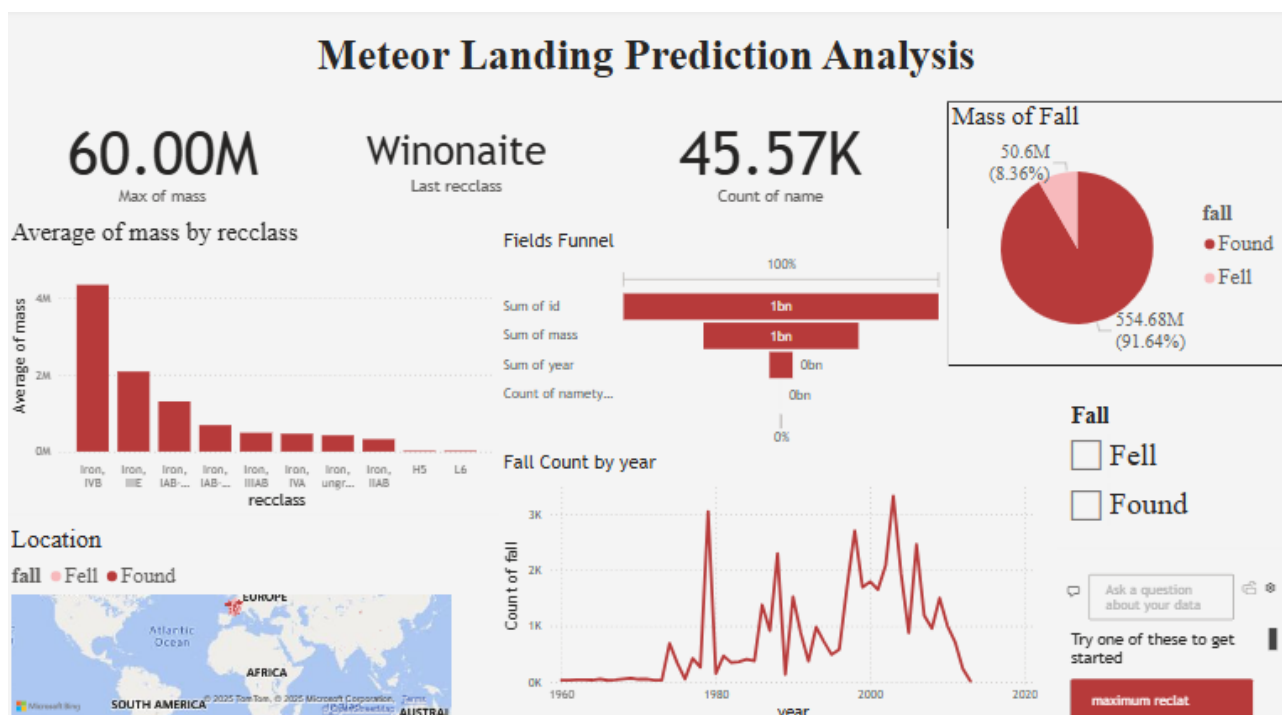 Meteor Landing Prediction Analysis
60.00M
Max of mass
Winonaite
Last recclass
45.57K
Count of name
Mass of Fall
50.6M
(8.36%)
554.68M
(91.64%)
fall
Found
Fell
Average of mass by recclass
Average of mass
4M
2M
0M
Iron,
IVB
Iron,
IIIE
Iron,
IAB-...
Iron,
IAB-...
Iron,
IIIAB
Iron,
IVA
Iron,
ungr...
Iron,
IIAB
H5
L6
recclass
Fields Funnel
100%
Sum of id
1bn
Sum of mass
1bn
Sum of year
0bn
Count of namety...
0bn
0%
Fall
Fell
Found
Fall Count by year
Count of fall
3K
2K
1K
0K
1960
1980
2000
2020
year
Location
fall Fell Found
EUROPE
Atlantic
Ocean
AFRICA
SOUTH AMERICA
AUSTRAL
Microsoft Bing
© 2025 TomTom, © 2025 Microsoft Corporation, Terms
Ask a question
about your data
Try one of these to get
started
maximum reclat